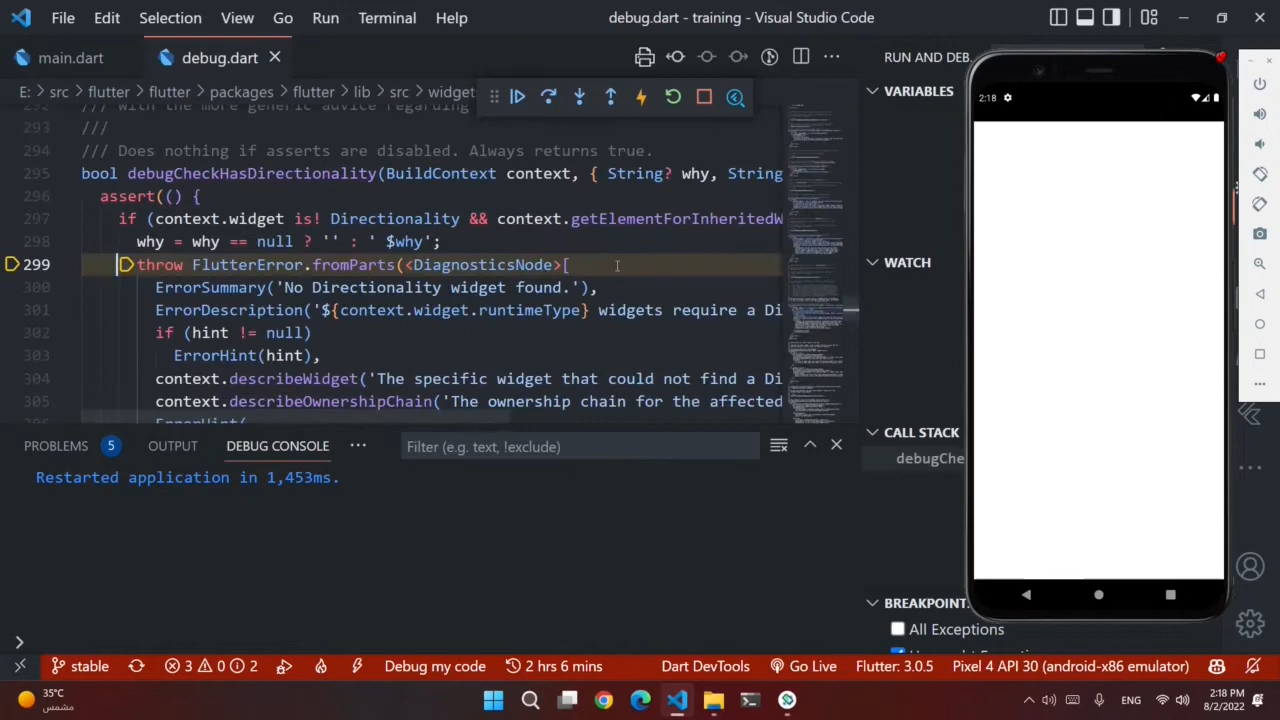 File Edit Selection View Go Run Terminal Help debug.dart - training - Visual Studio Code
main.dart debug.dart
E: > src > flutter > flutter > packages > flutter > lib > src > widget
RUN AND DEB
/// with the more generic advice regarding
293
294 nothing if asserts are disabled. Always returns true.
bool debugCheckHasDirectionality(BuildContext context, { String? why, String
296 assert(() {
297 if (context.widget is! Directionality && context.getElementForInheritedW
298 why = why == null ? '' : ' $why';
299 throw FlutterError. (<
300 ErrorSummary('No Directionality widget found.'),
301 ErrorDescription('${context.widget.runtimeType} widgets require a Di
302 if (hint != null)
303 ErrorHint(hint),
304 context.describeWidget('The specific widget that could not find a Di
305 context.describeOwnershipChain('The ownership chain for the affected
ErrorHint(
VARIABLES
WATCH
CALL STACK
debugChe
BREAKPOINT
All Exceptions
2:18
PROBLEMS 5 OUTPUT DEBUG CONSOLE Filter (e.g. text, !exclude)
Restarted application in 1,453ms.
stable 3 0 2 Debug my code 2 hrs 6 mins Dart DevTools Go Live Flutter: 3.0.5 Pixel 4 API 30 (android-x86 emulator)
35°C
مشمس
ENG
2:18 PM
8/2/2022